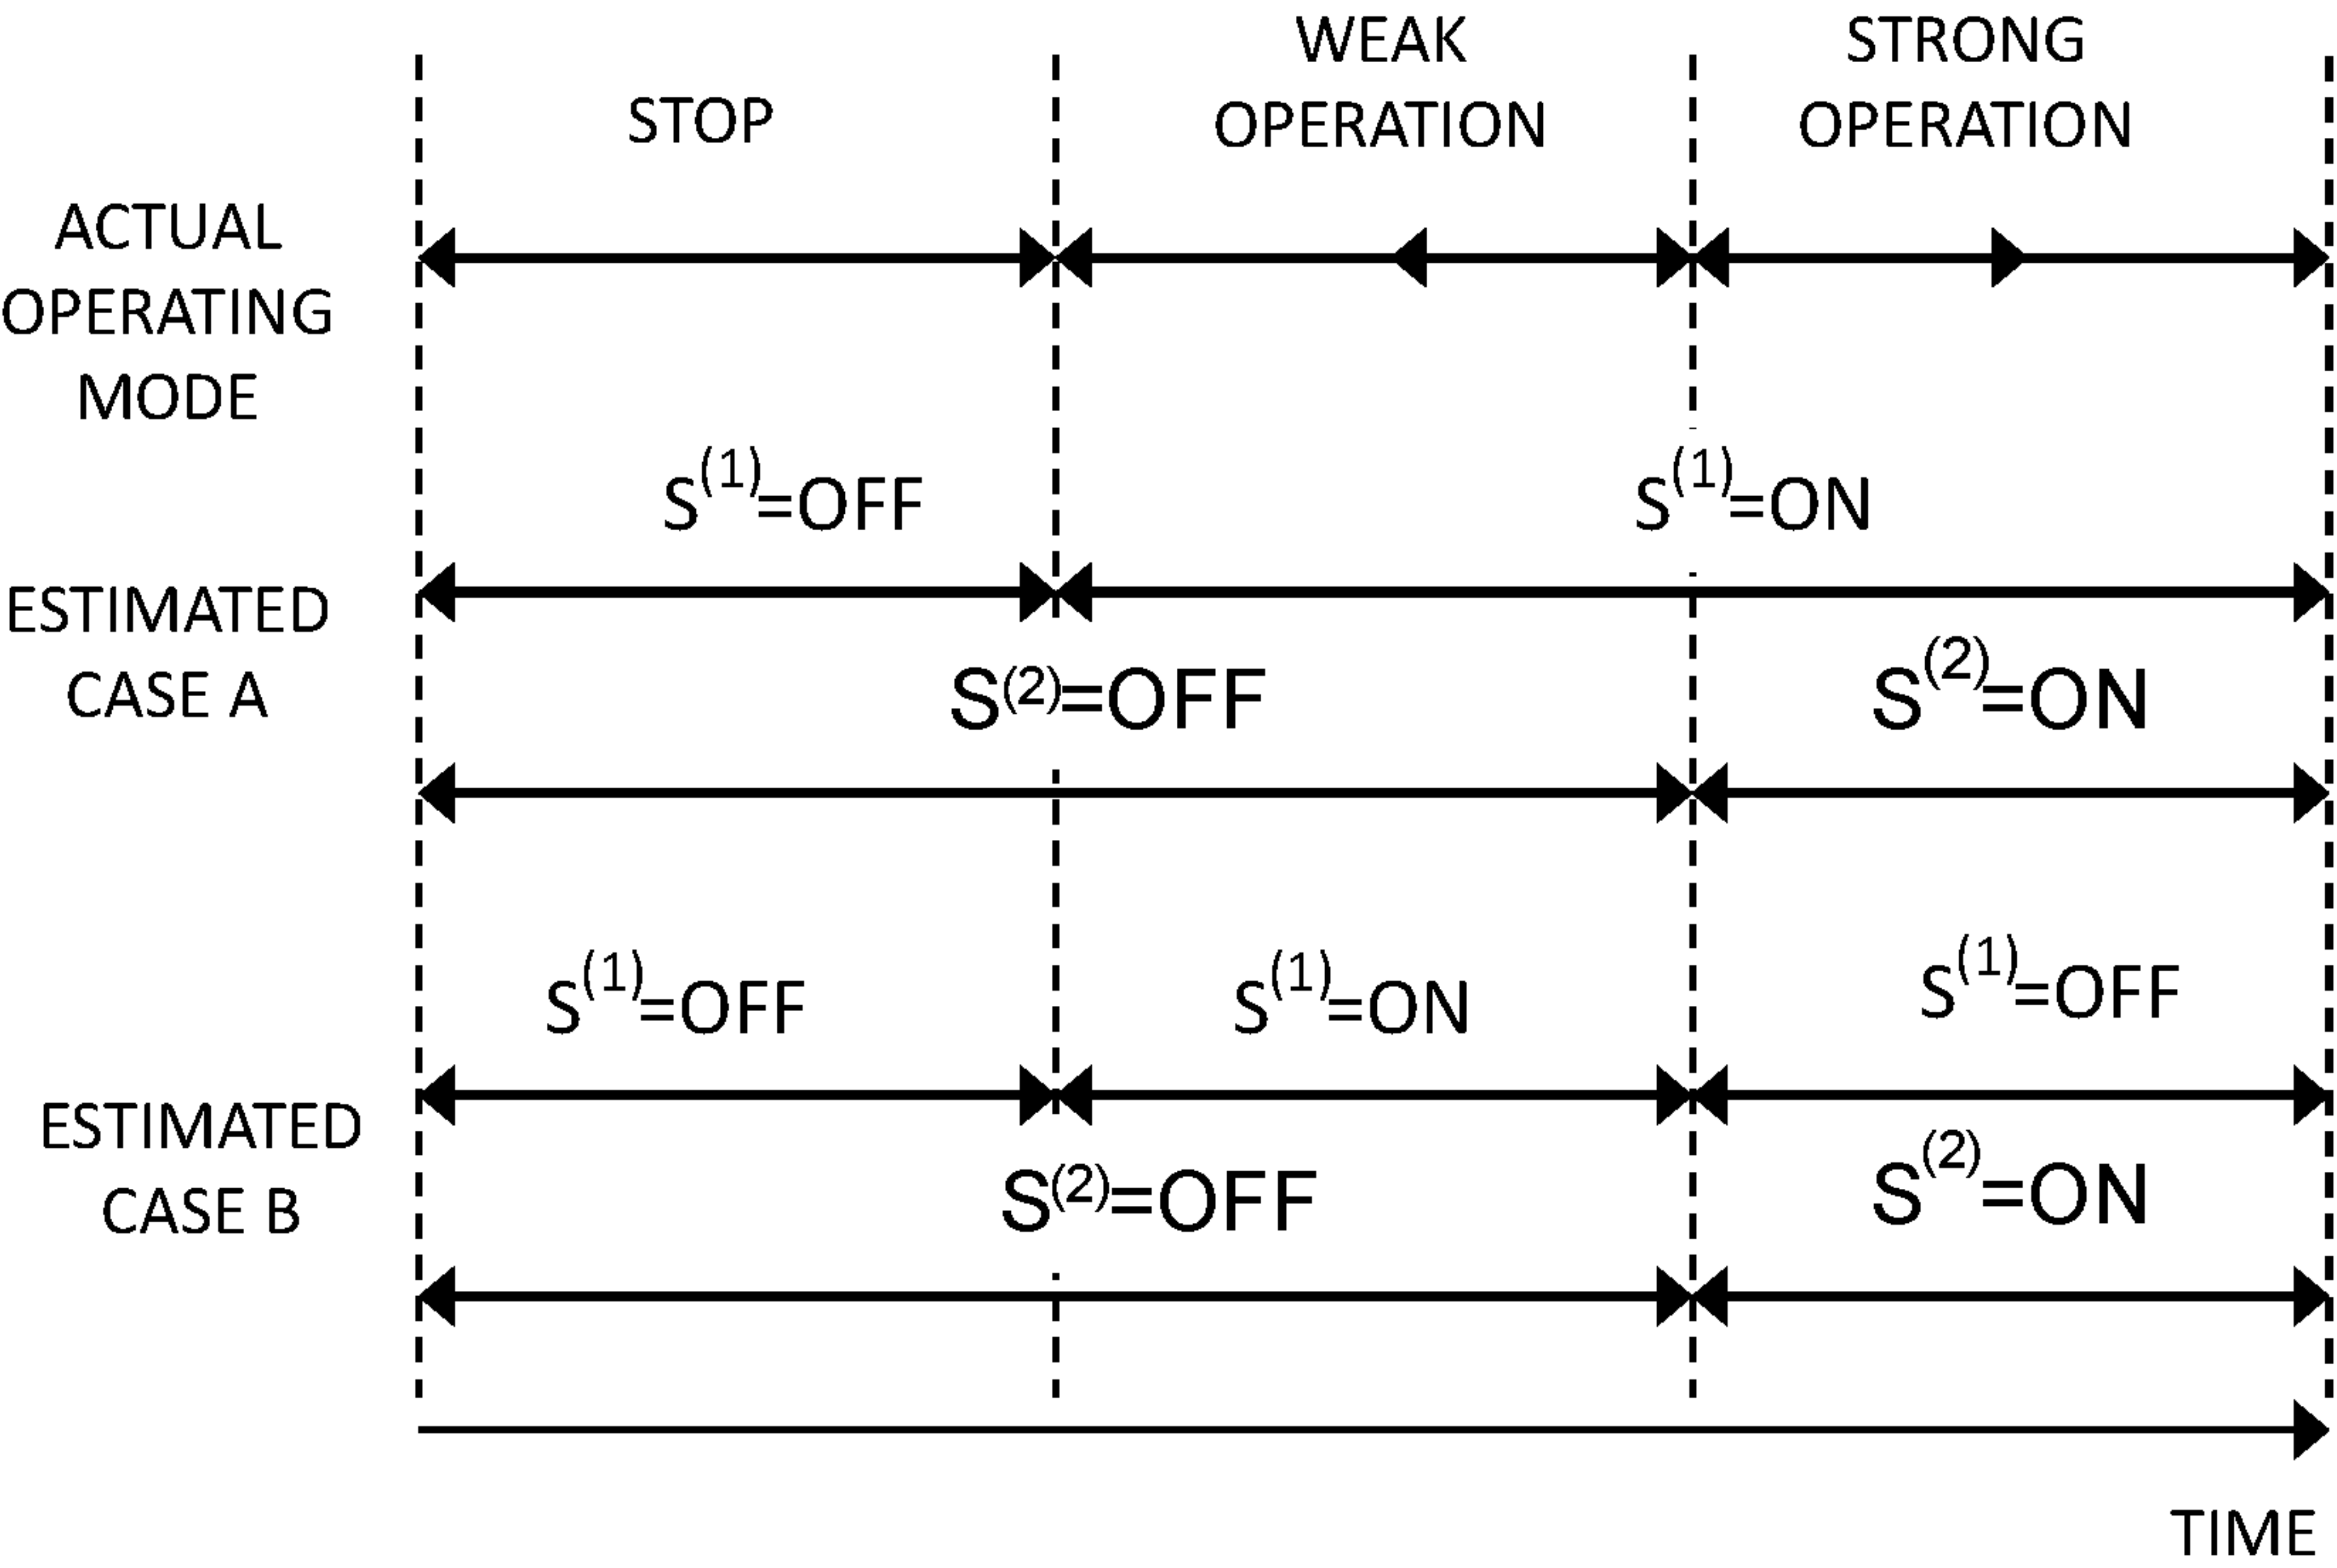 STOP
WEAK
OPERATION
STRONG
OPERATION
ACTUAL
OPERATING
MODE
S(1)=OFF
S(1)=ON
ESTIMATED
CASE A
S(2)=OFF
S(2)=ON
S(1)=OFF
S(1)=ON
S(1)=OFF
ESTIMATED
CASE B
S(2)=OFF
S(2)=ON
TIME